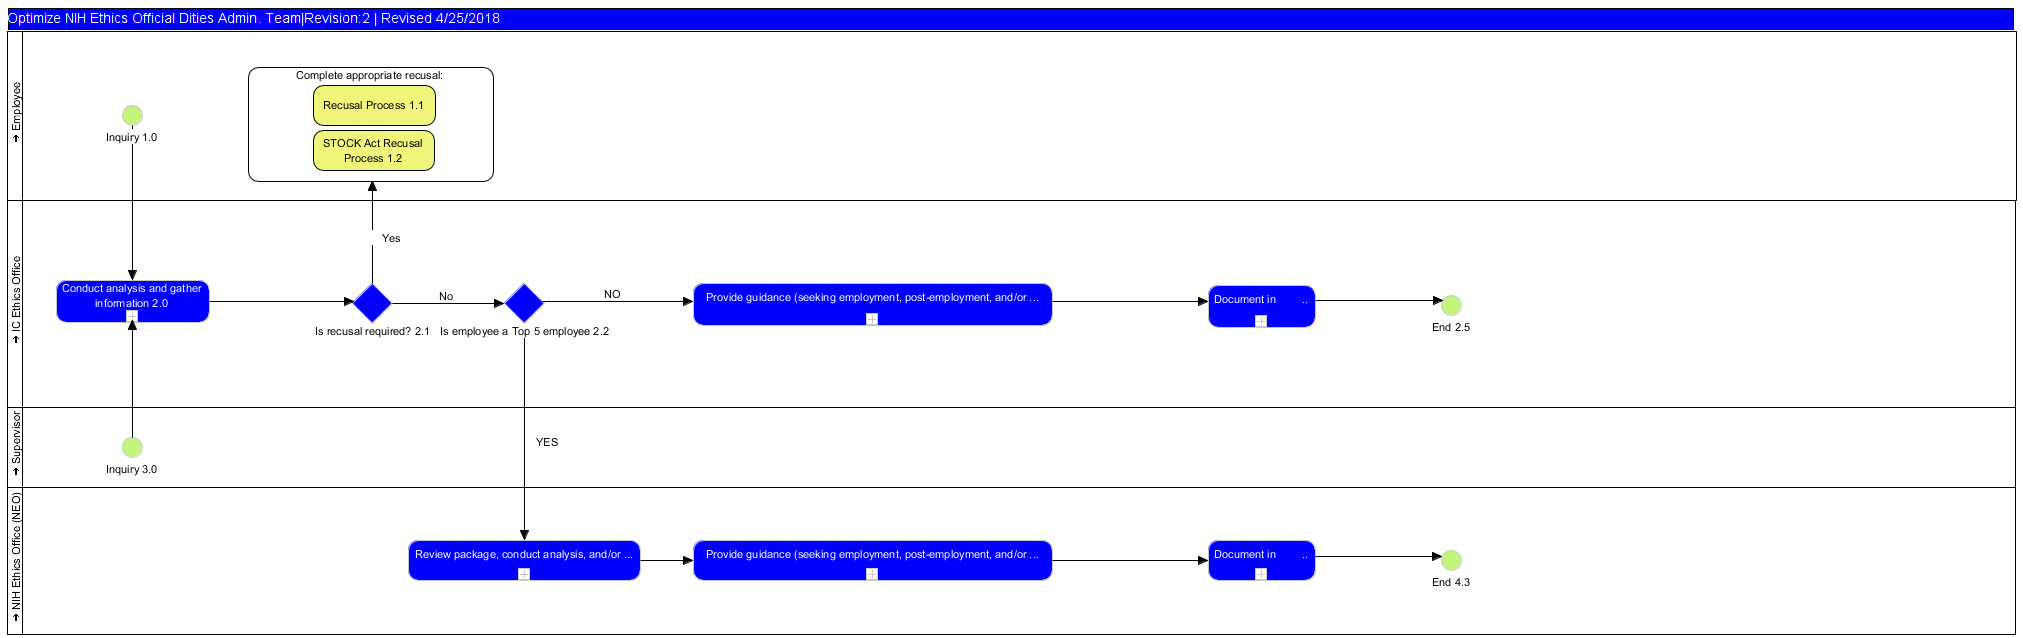 Optimize NIH Ethics Official Dities Admin. Team|Revision:2 | Revised 4/25/2018
Employee
Complete appropriate recusal:
Recusal Process 1.1
STOCK Act Recusal
Process 1.2
Inquiry 1.0
Yes
IC Ethics Office
Conduct analysis and gather
information 2.0
Is recusal required? 2.1
No
Is employee a Top 5 employee 2.2
NO
Provide guidance (seeking employment, post-employment, and/or ...
Document in ..
End 2.5
Supervisor
Inquiry 3.0
YES
NIH Ethics Office (NEO)
Review package, conduct analysis, and/or ...
Provide guidance (seeking employment, post-employment, and/or ...
Document in ..
End 4.3